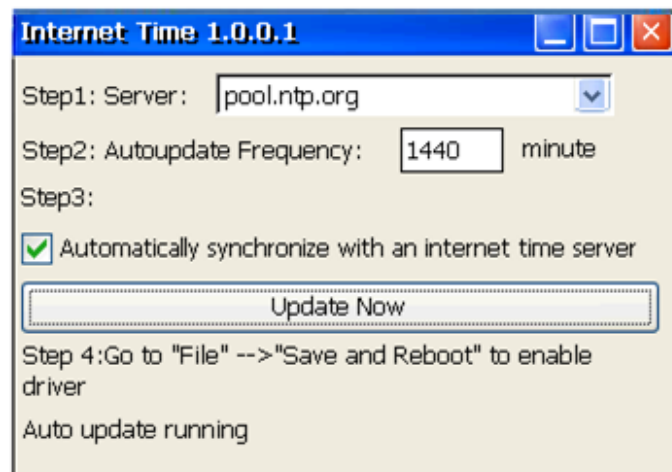 Internet Time 1.0.0.1
Step1: Server: pool.ntp.org
Step2: Autoupdate Frequency: 1440 minute
Step3:
Automatically synchronize with an internet time server
Update Now
Step 4:Go to "File" -->"Save and Reboot" to enable
driver
Auto update running